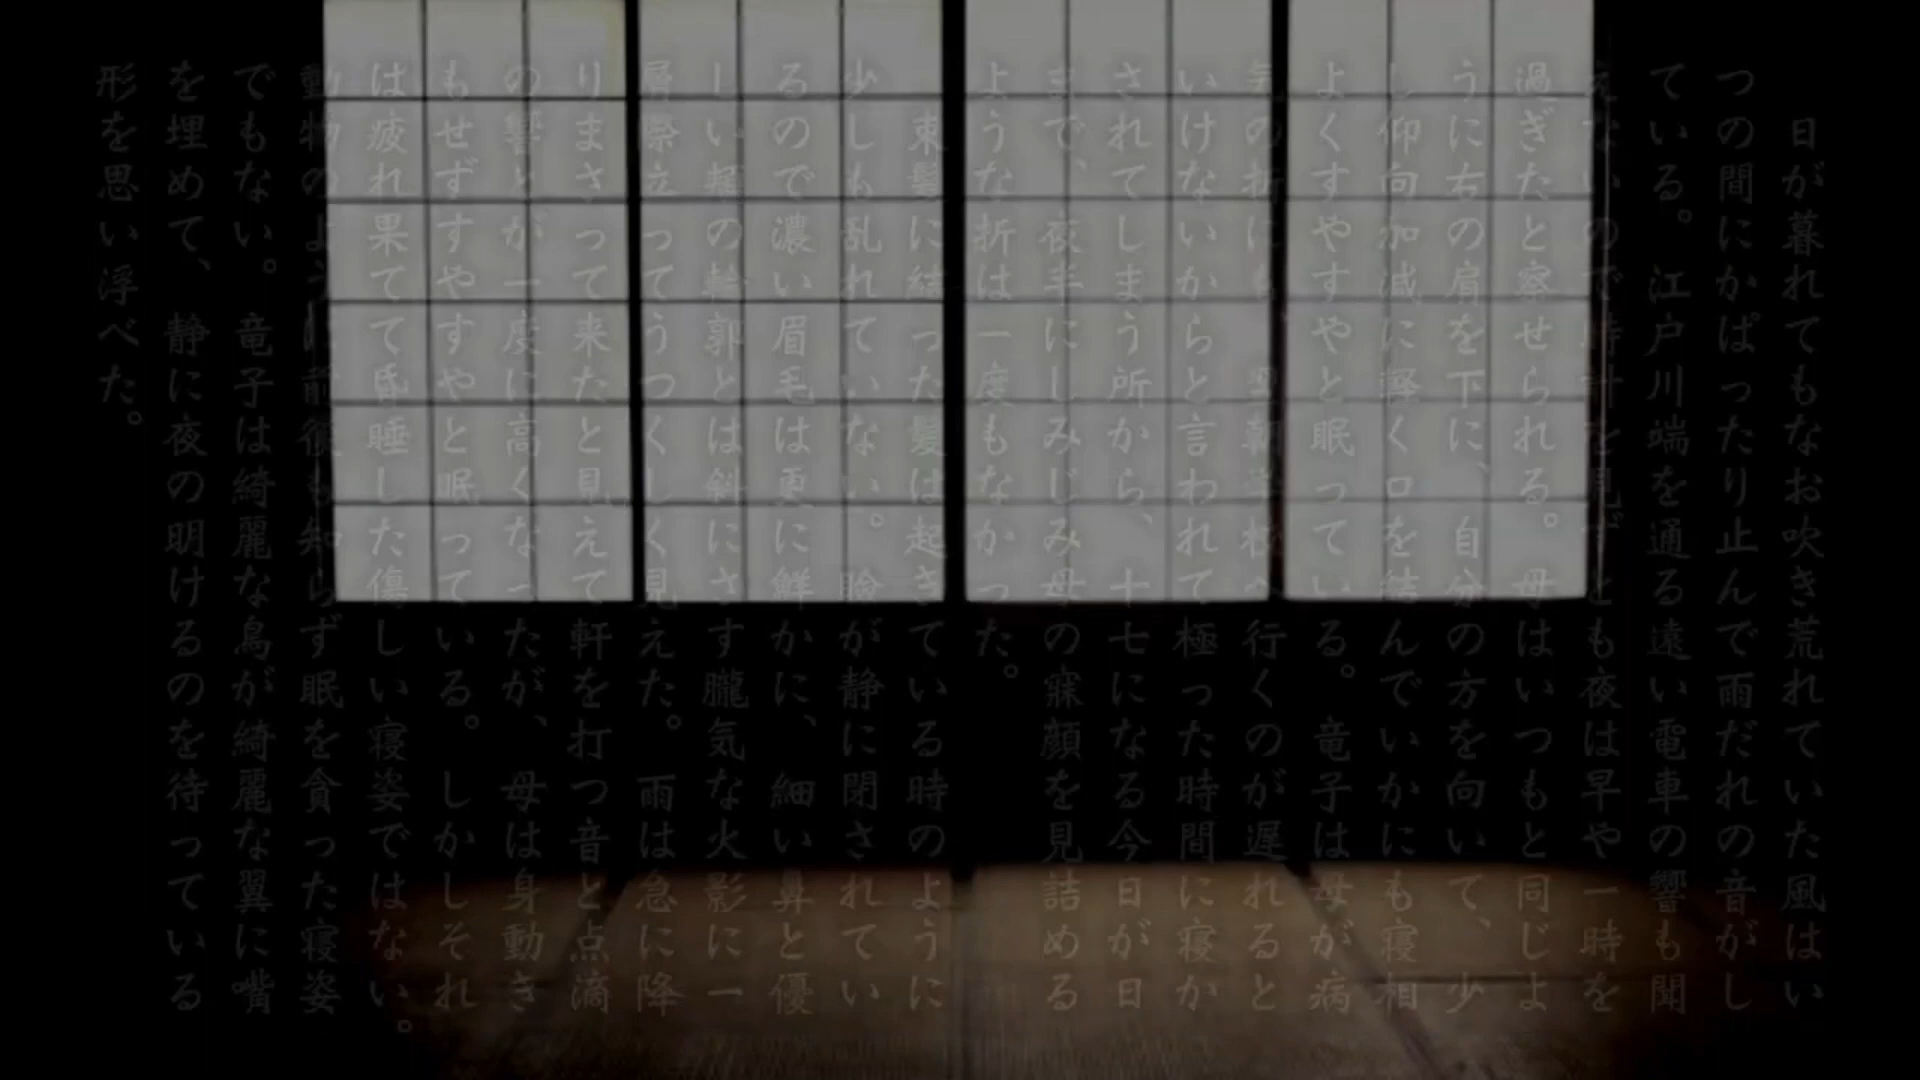 日が暮れてもなお吹き荒れていた風はい
つの間にかぱったり止んで雨だれの音がし
ている。江戸川端を通る遠い電車の響も聞
えないので時計を見ずとも夜は早や一時を
過ぎたと察せられる。母はいつもと同じよ
うに右の肩を下に、自分の方を向いて、少
し仰向加減に軽く口を結んでいかにも寝相
よくすやすやと眠っている。竜子は母が病
気の折にも、翌朝学校へ行くのが遅れると
いけないからと言われて極った時間に寝か
されてしまう所から、十七になる今日が日
まで、夜半にしみじみ母の寐顔を見詰める
ような折は一度もなかった。
束髪に結った髪は起きている時のように
少しも乱れていない。瞼が静に閉されてい
るので濃い眉毛は更に鮮かに、細い鼻と優
しい頬の輪郭とは斜にさす朧気な火影に一
層際立ってうつくしく見えた。雨は急に降
りまさって来たと見えて軒を打つ音と点滴
の響とが一度に高くなったが、母は身動き
もせずすやすやと眠っている。しかしそれ
は疲れ果てて昏睡した傷しい寝姿ではない。
動物のように前後も知らず眠を貪った寝姿
でもない。竜子は綺麗な鳥が綺麗な翼に嘴
を埋めて、静に夜の明けるのを待っている
形を思い浮べた。